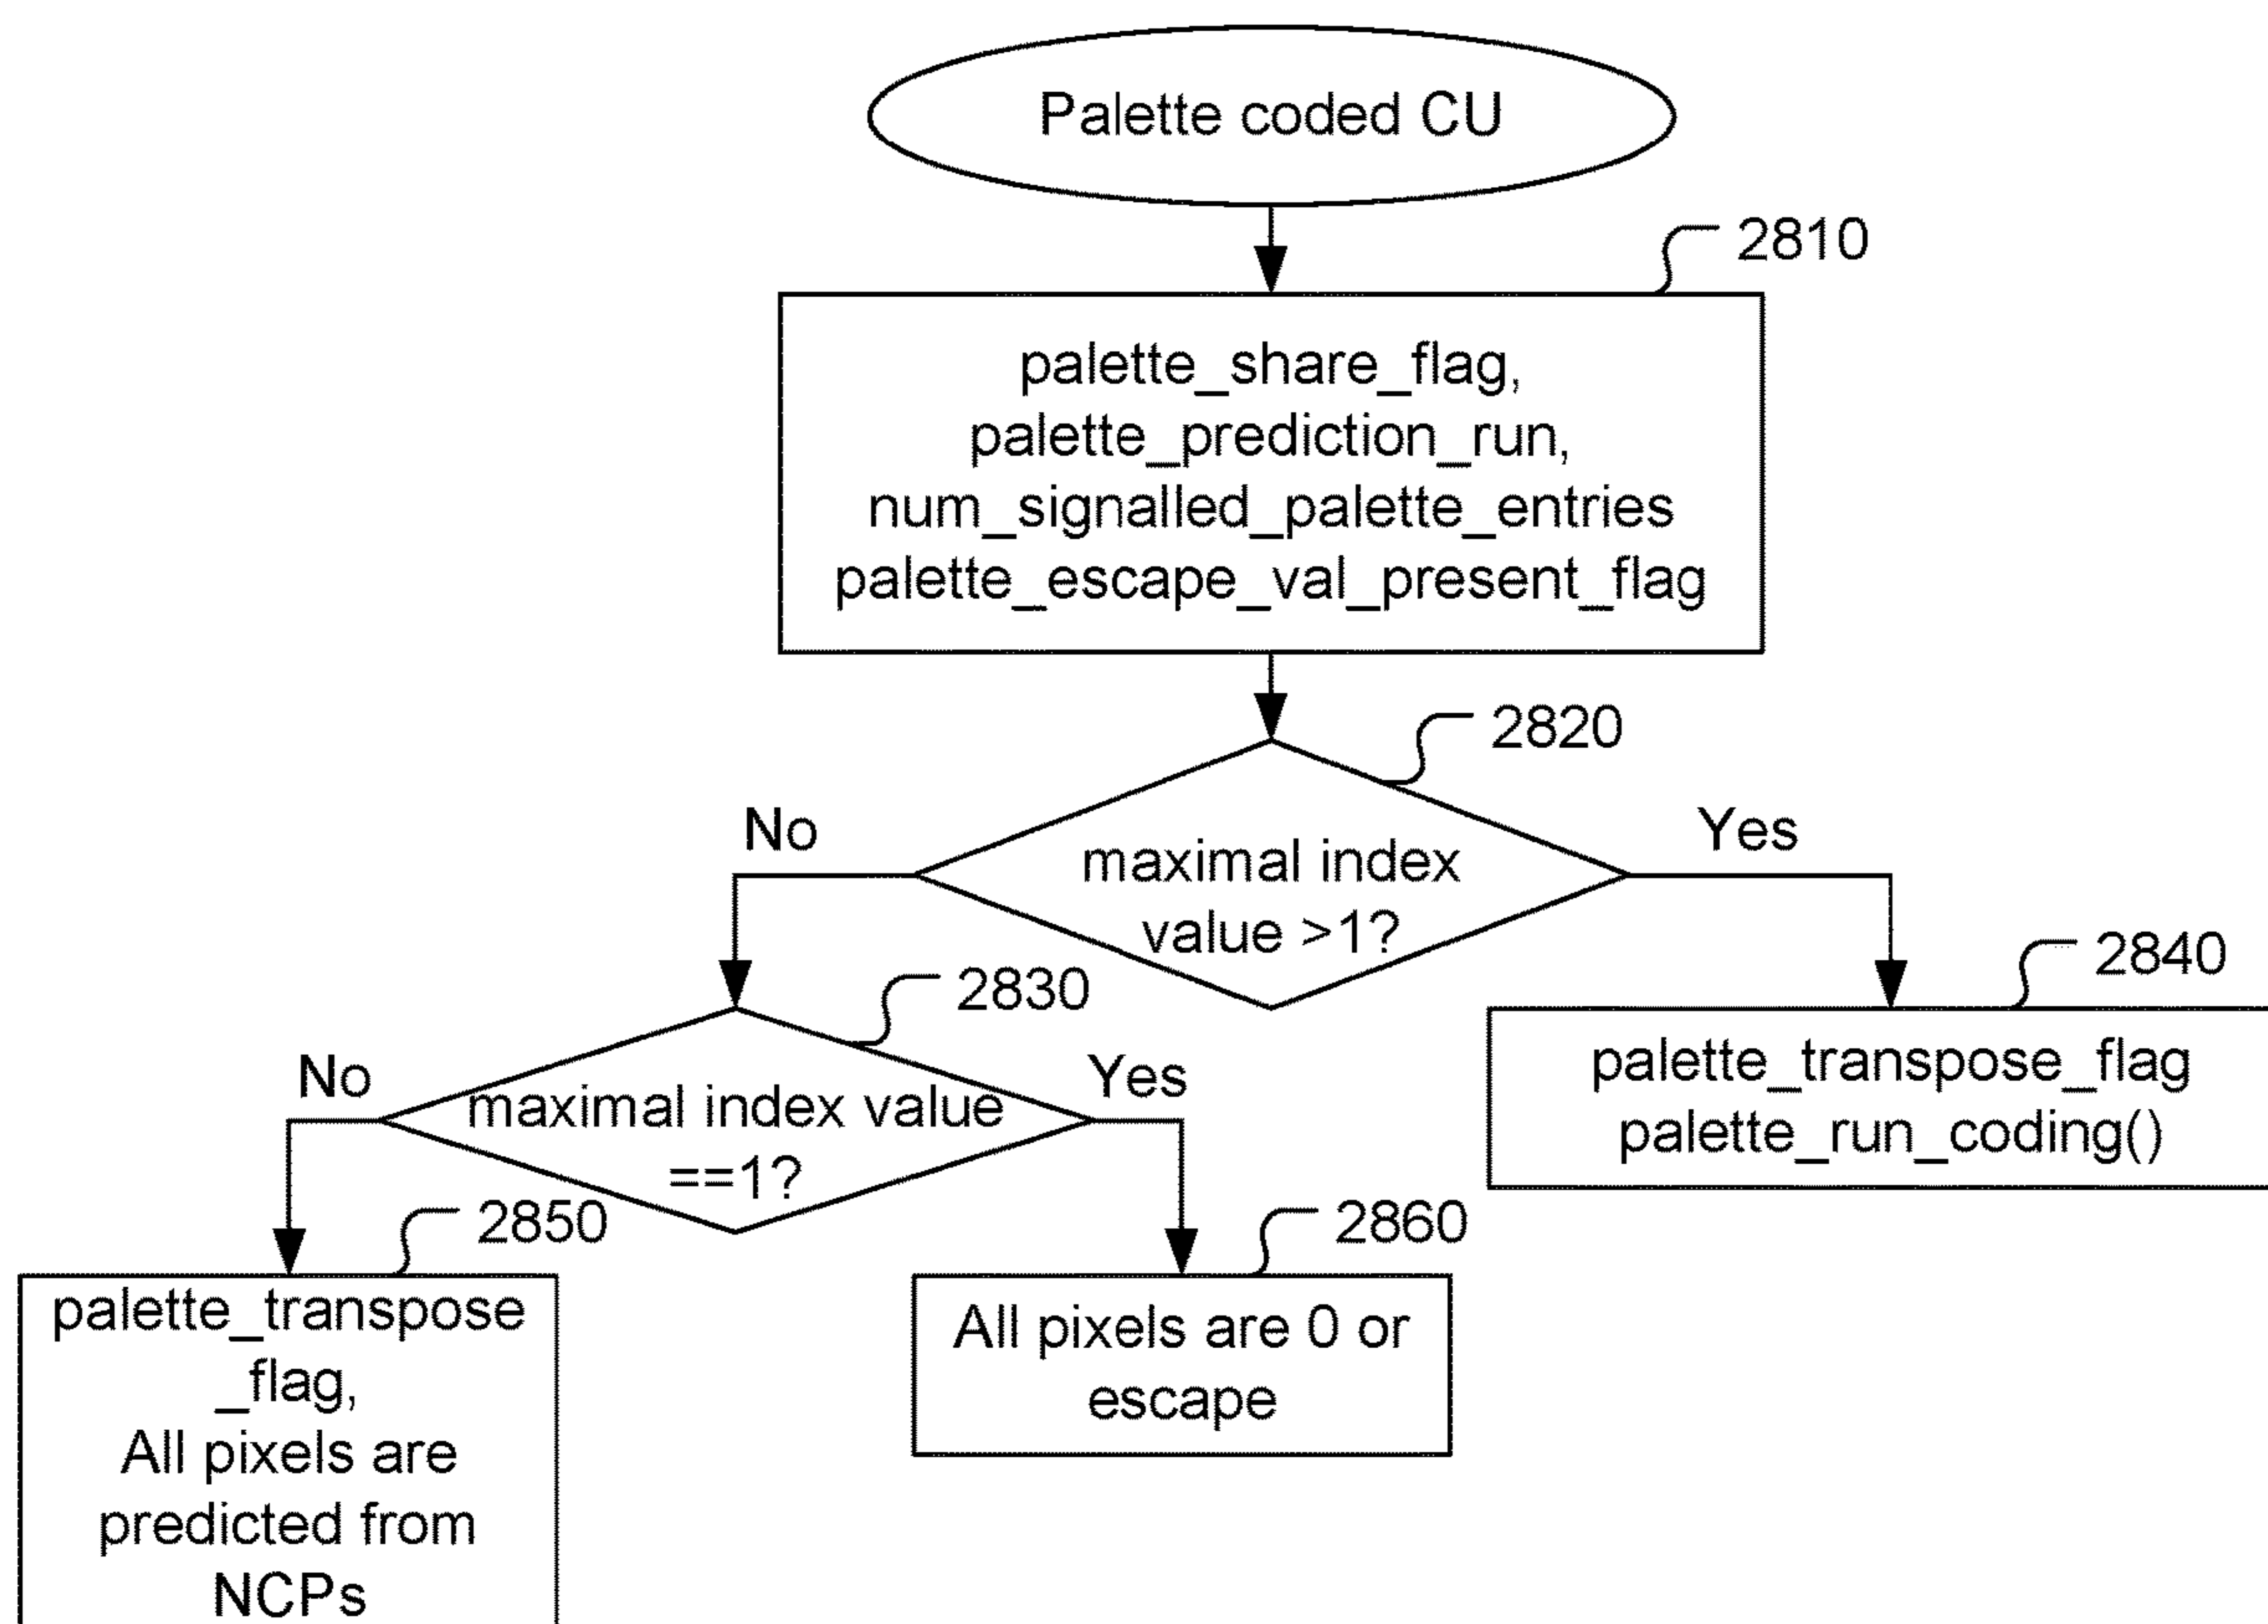 Palette coded CU
2810
palette_share_flag,
palette_prediction_run,
num_signalled_palette_entries
palette_escape_val_present_flag
2820
No
Yes
maximal index
value >1?
2830
2840
No
Yes
maximal index value
==1?
palette_transpose_flag
palette_run_coding()
2850
2860
palette_transpose
_flag,
All pixels are
predicted from
NCPs
All pixels are 0 or
escape